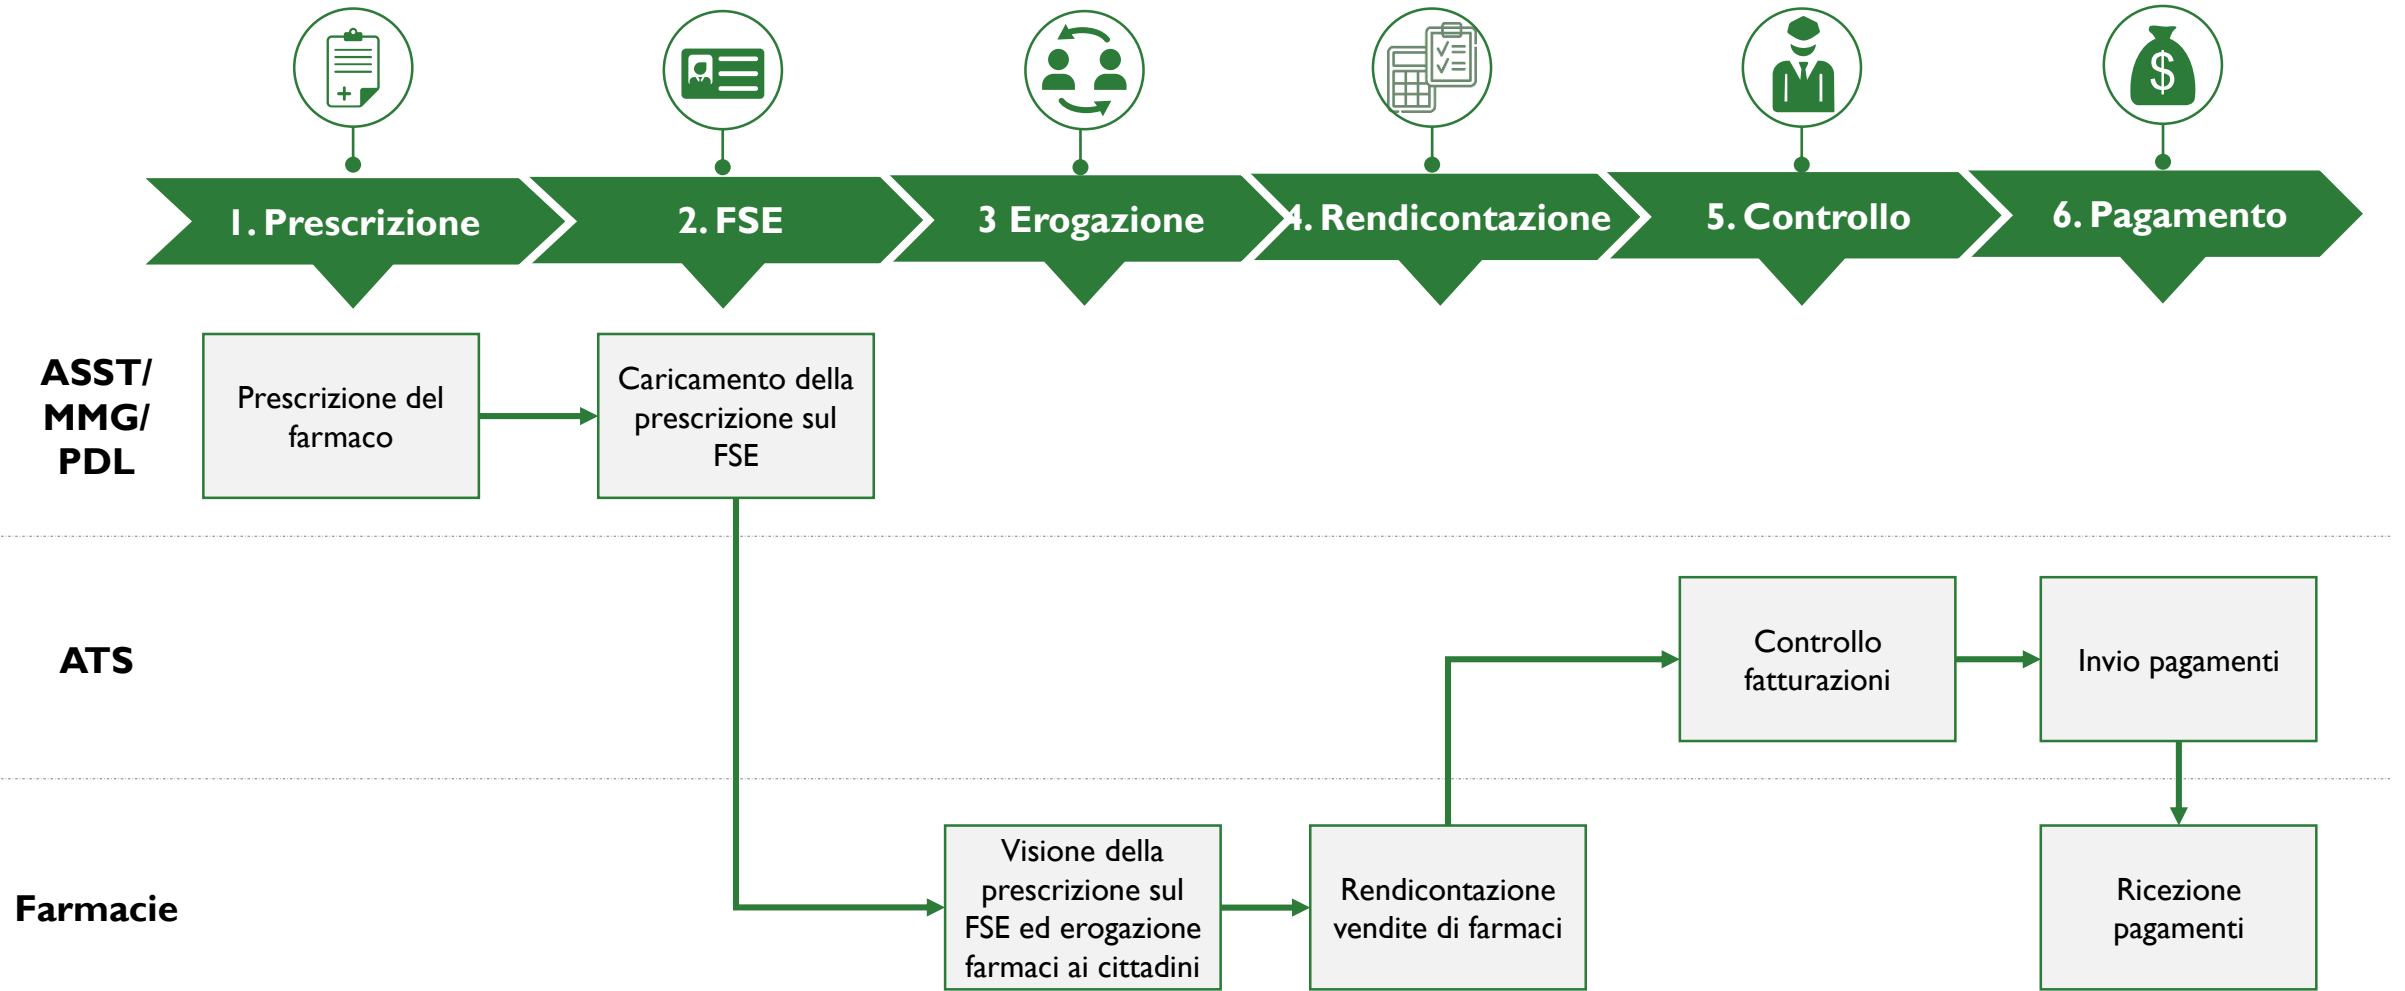 1. Prescrizione
2. FSE
3 Erogazione
4. Rendicontazione
5. Controllo
6. Pagamento
$
ASST/
MMG/
PDL
Prescrizione del
farmaco
Caricamento della
prescrizione sul
FSE
ATS
Controllo
fatturazioni
Invio pagamenti
Farmacie
Visione della
prescrizione sul
FSE ed erogazione
farmaci ai cittadini
Rendicontazione
vendite di farmaci
Ricezione
pagamenti